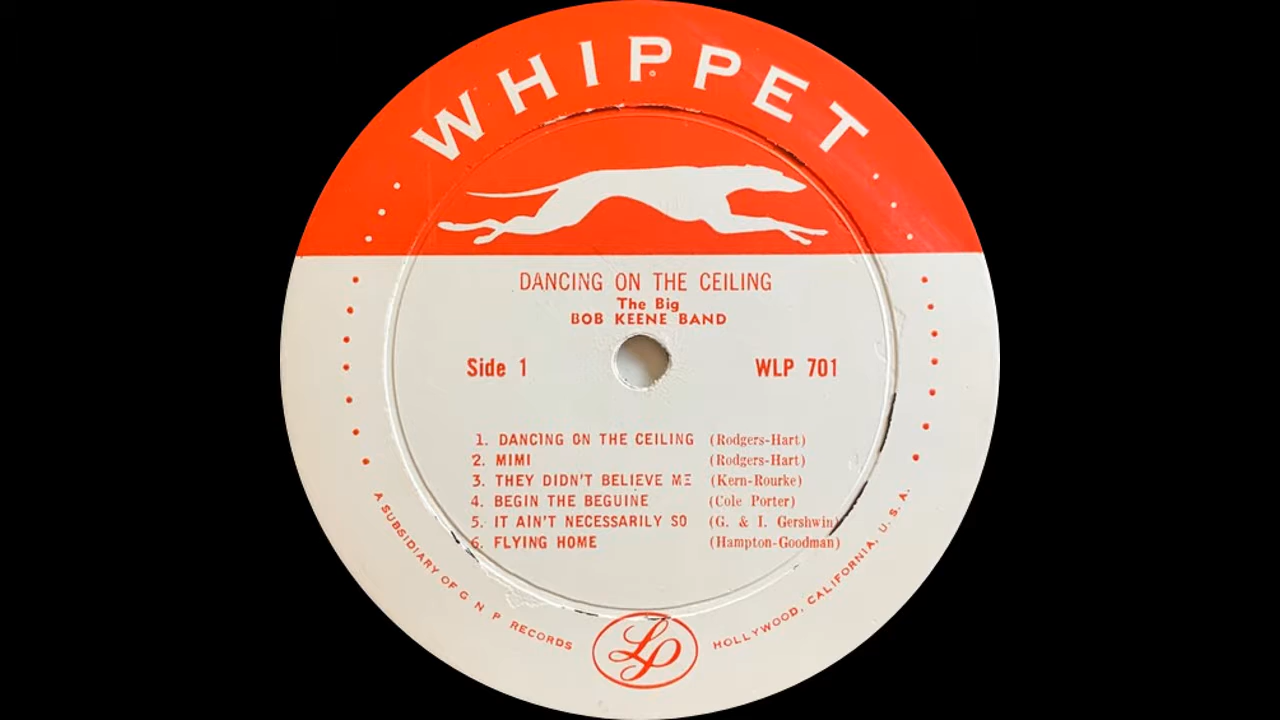 WHIPPET
DANCING ON THE CEILING
The Big
BOB KEENE BAND
Side 1
WLP 701
1. DANCING ON THE CEILING (Rodgers-Hart)
2. MIMI (Rodgers-Hart)
3. THEY DIDN'T BELIEVE ME (Kern-Rourke)
4. BEGIN THE BEGUINE (Cole Porter)
5. IT AIN'T NECESSARILY SO (G. & I. Gershwin)
6. FLYING HOME (Hampton-Goodman)
A SUBSIDIARY OF G N P RECORDS
LP
HOLLYWOOD, CALIFORNIA, U. S. A.